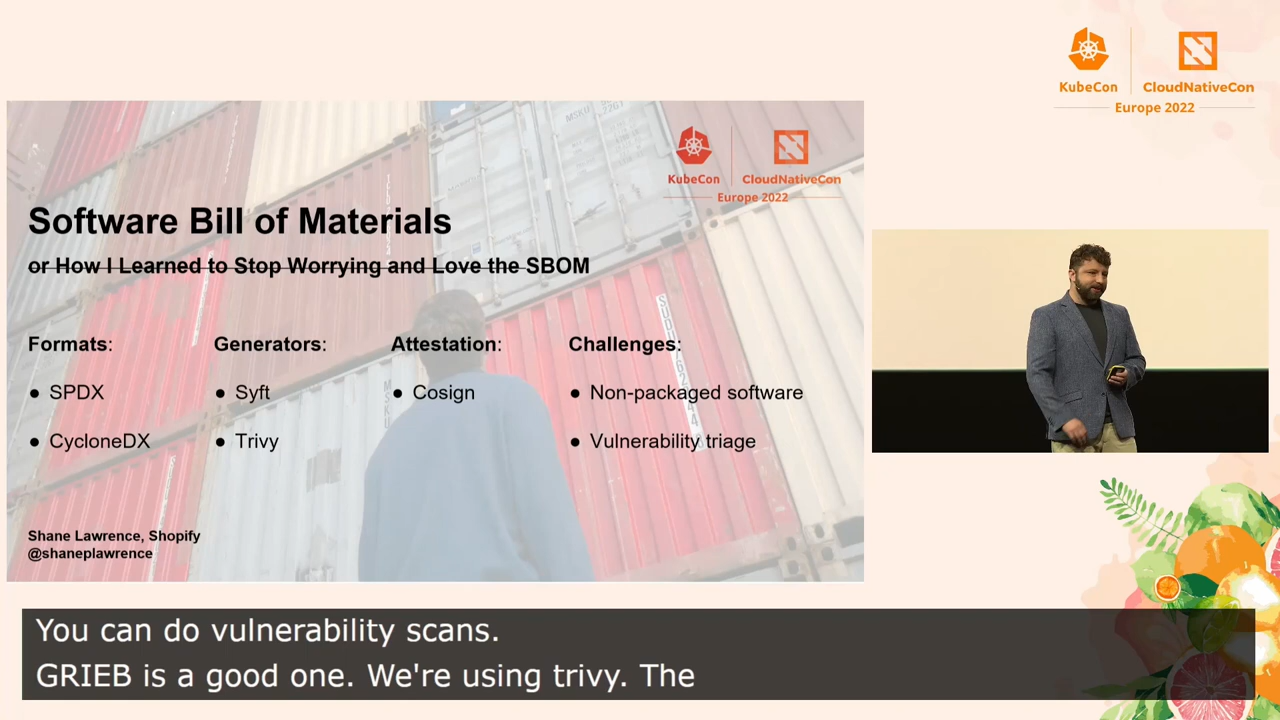 KubeCon
CloudNativeCon
Europe 2022
KubeCon
CloudNativeCon
Europe 2022
Software Bill of Materials
or How I Learned to Stop Worrying and Love the SBOM
Formats:
● SPDX
● CycloneDX
Generators:
● Syft
● Trivy
Attestation:
● Cosign
Challenges:
● Non-packaged software
● Vulnerability triage
Shane Lawrence, Shopify
@shaneplawrence
You can do vulnerability scans.
GRIEB is a good one. We're using trivy. The